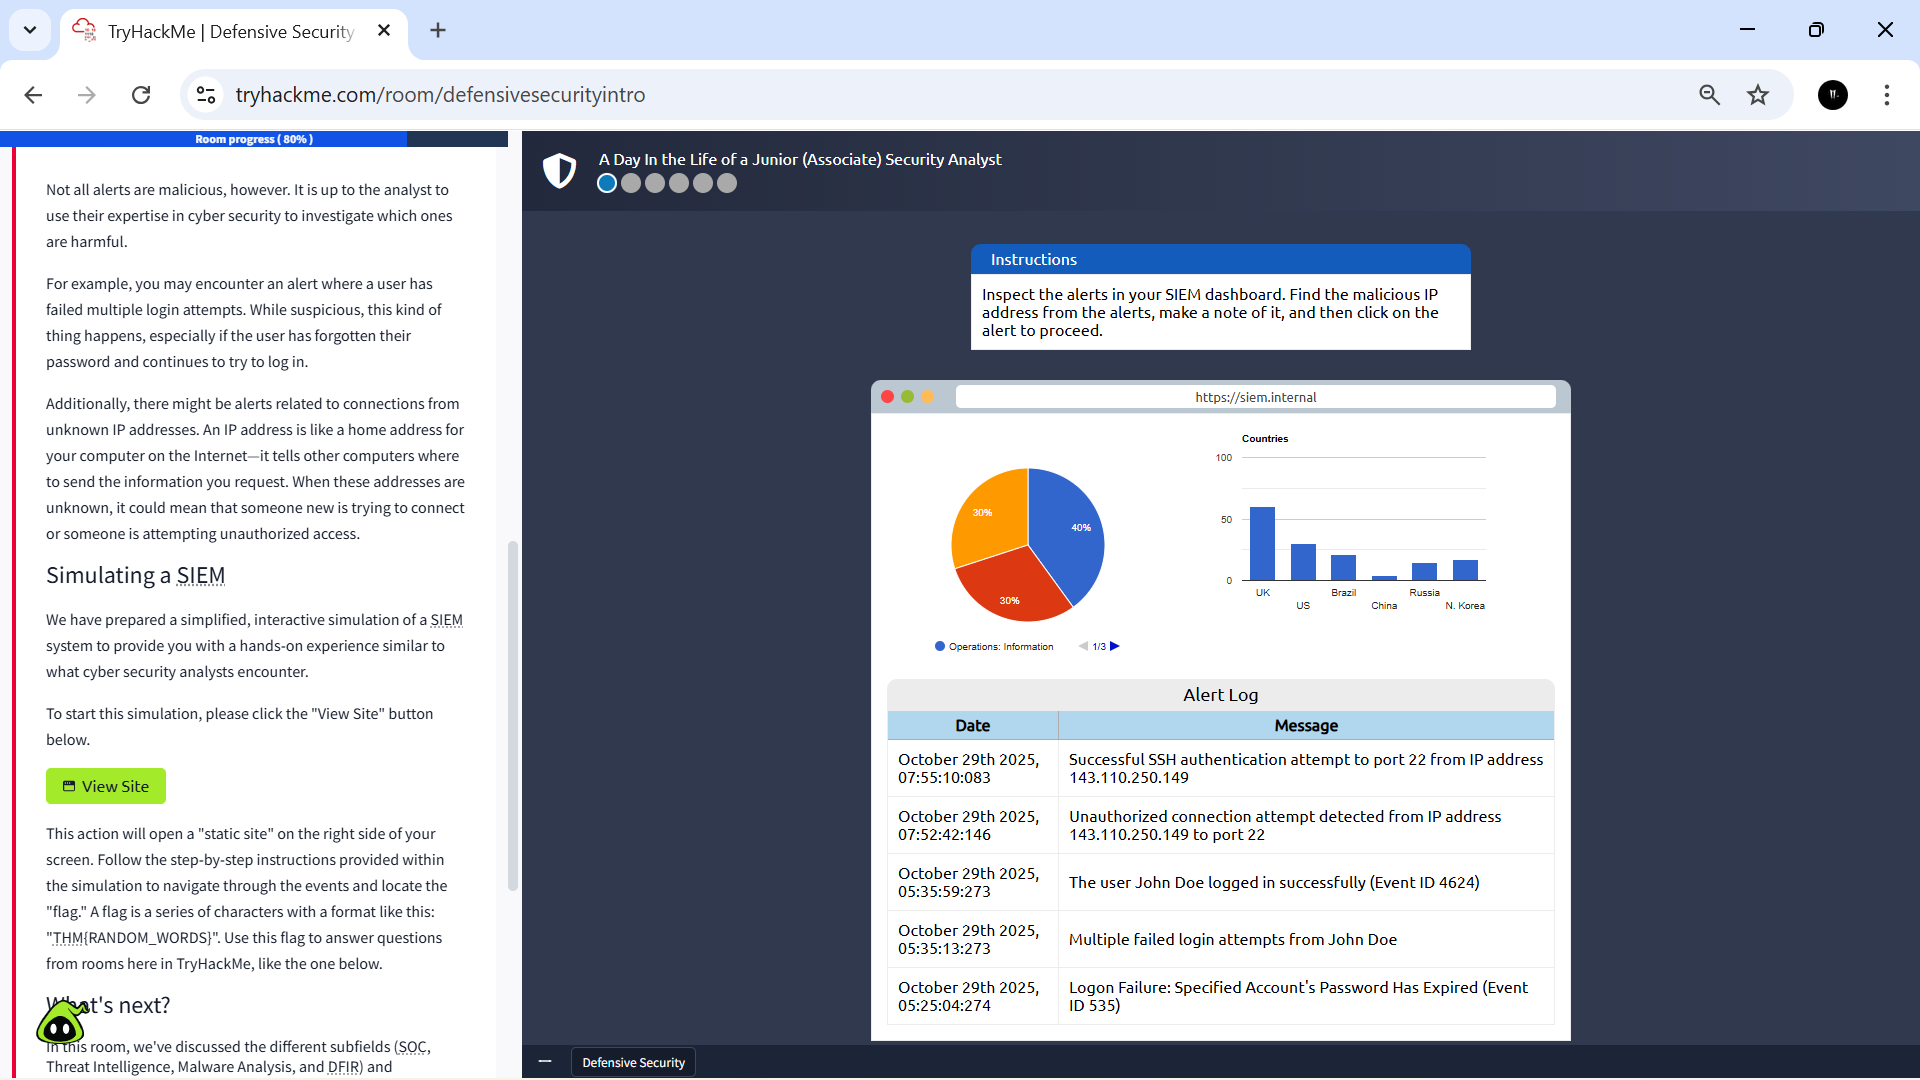 TryHackMe | Defensive Security
tryhackme.com/room/defensivesecurityintro
Room progress ( 80% )
Not all alerts are malicious, however. It is up to the analyst to
use their expertise in cyber security to investigate which ones
are harmful.
For example, you may encounter an alert where a user has
failed multiple login attempts. While suspicious, this kind of
thing happens, especially if the user has forgotten their
password and continues to try to log in.
Additionally, there might be alerts related to connections from
unknown IP addresses. An IP address is like a home address for
your computer on the Internet—it tells other computers where
to send the information you request. When these addresses are
unknown, it could mean that someone new is trying to connect
or someone is attempting unauthorized access.
Simulating a SIEM
We have prepared a simplified, interactive simulation of a SIEM
system to provide you with a hands-on experience similar to
what cyber security analysts encounter.
To start this simulation, please click the "View Site" button
below.
View Site
This action will open a "static site" on the right side of your
screen. Follow the step-by-step instructions provided within
the simulation to navigate through the events and locate the
"flag." A flag is a series of characters with a format like this:
"THM{RANDOM_WORDS}". Use this flag to answer questions
from rooms here in TryHackMe, like the one below.
What's next?
In this room, we've discussed the different subfields (SOC,
Threat Intelligence, Malware Analysis, and DFIR) and
A Day In the Life of a Junior (Associate) Security Analyst
Instructions
Inspect the alerts in your SIEM dashboard. Find the malicious IP
address from the alerts, make a note of it, and then click on the
alert to proceed.
https://siem.internal
30%
40%
30%
Operations: Information
1/3
Countries
100
50
0
UK
US
Brazil
China
Russia
N. Korea
Alert Log
Date Message
October 29th 2025,
07:55:10:083
Successful SSH authentication attempt to port 22 from IP address
143.110.250.149
October 29th 2025,
07:52:42:146
Unauthorized connection attempt detected from IP address
143.110.250.149 to port 22
October 29th 2025,
05:35:59:273
The user John Doe logged in successfully (Event ID 4624)
October 29th 2025,
05:35:13:273
Multiple failed login attempts from John Doe
October 29th 2025,
05:25:04:274
Logon Failure: Specified Account's Password Has Expired (Event
ID 535)
Defensive Security